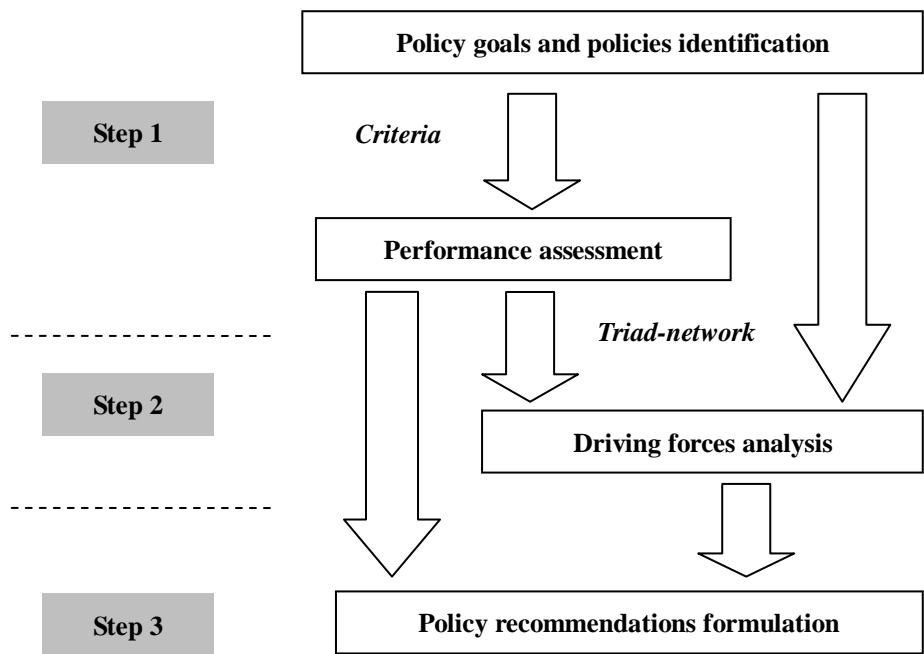 Policy goals and policies identification
Step 1
Criteria
Performance assessment
Triad-network
Step 2
Driving forces analysis
Step 3
Policy recommendations formulation